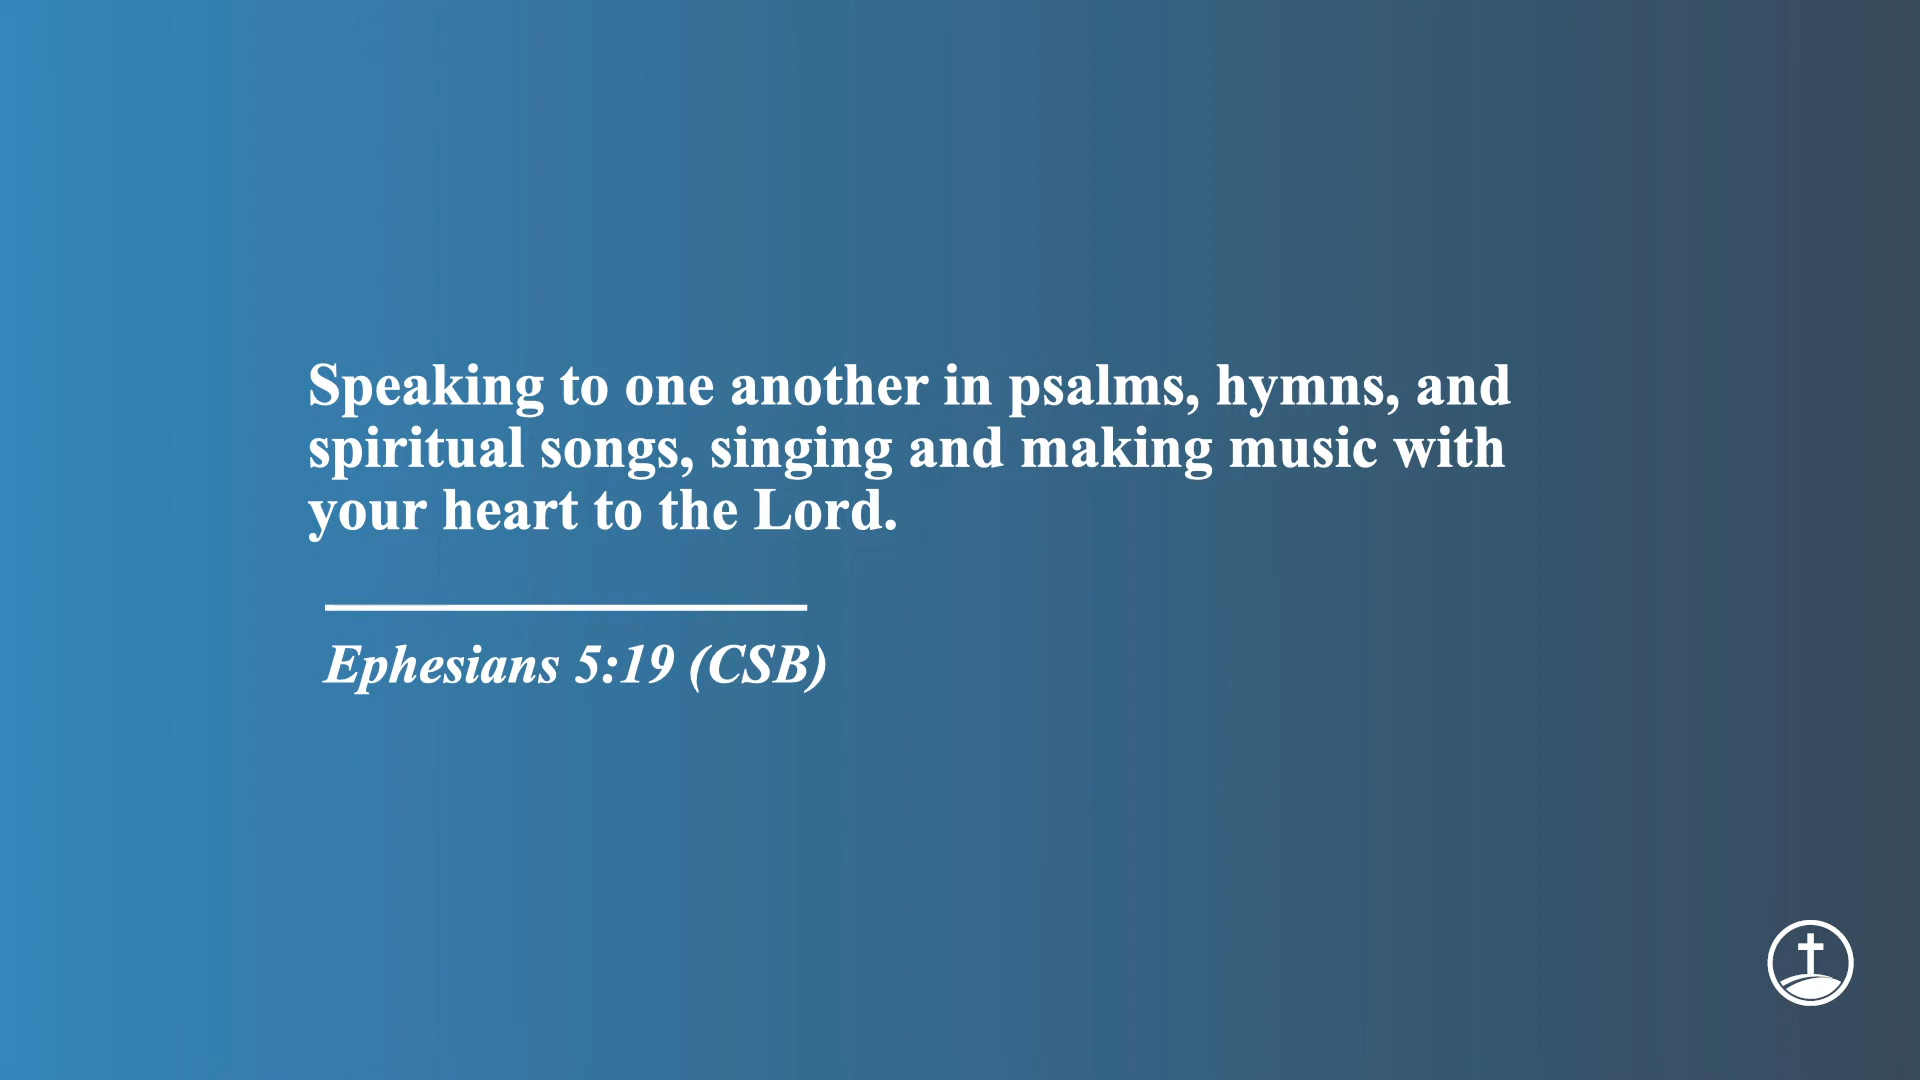 Speaking to one another in psalms, hymns, and
spiritual songs, singing and making music with
your heart to the Lord.
Ephesians 5:19 (CSB)